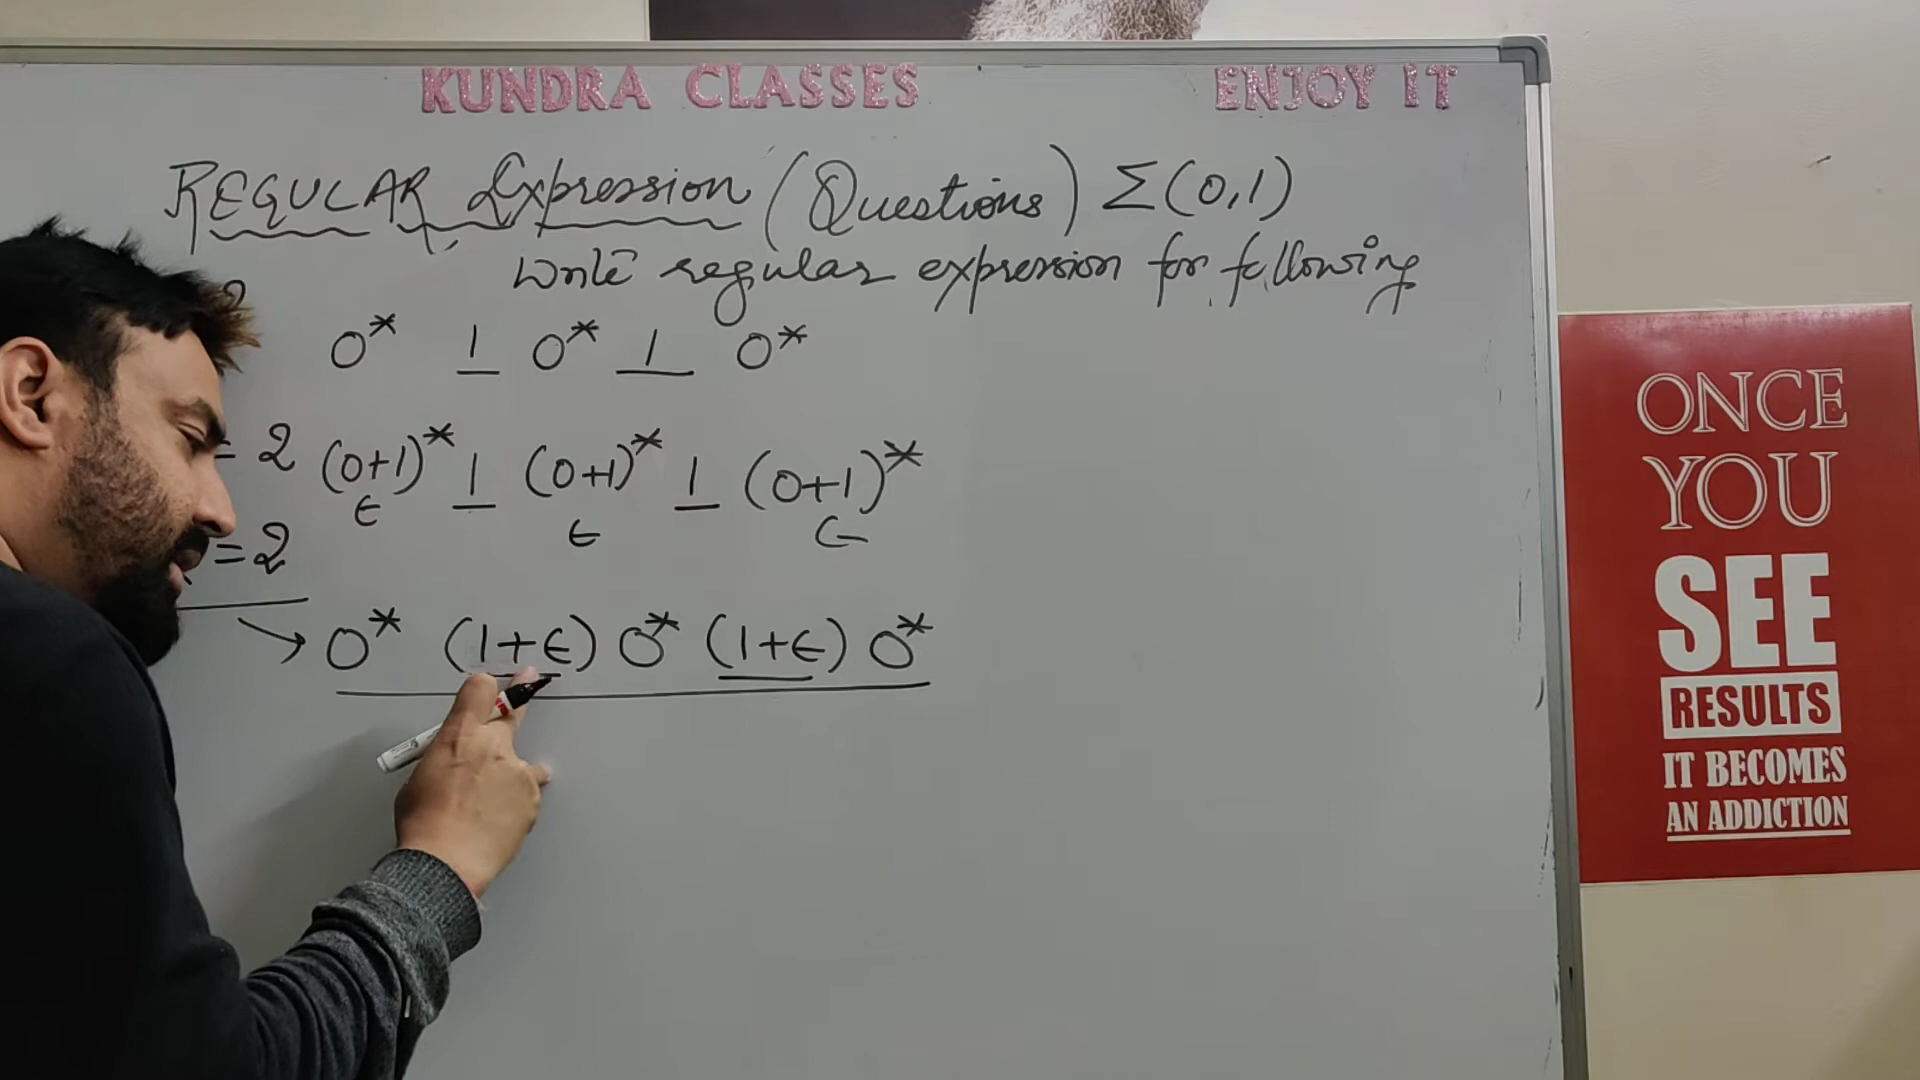 KUNDRA CLASSES ENJOY IT
REGULAR Expression (Questions) Σ(0,1)
Write regular expression for following
0* 1 0* 1 0*
= 2 (0+1)* 1 (0+1)* 1 (0+1)*
ϵ ϵ ϵ
=2
→ 0* (1+ϵ) 0* (1+ϵ) 0*
ONCE
YOU
SEE
RESULTS
IT BECOMES
AN ADDICTION